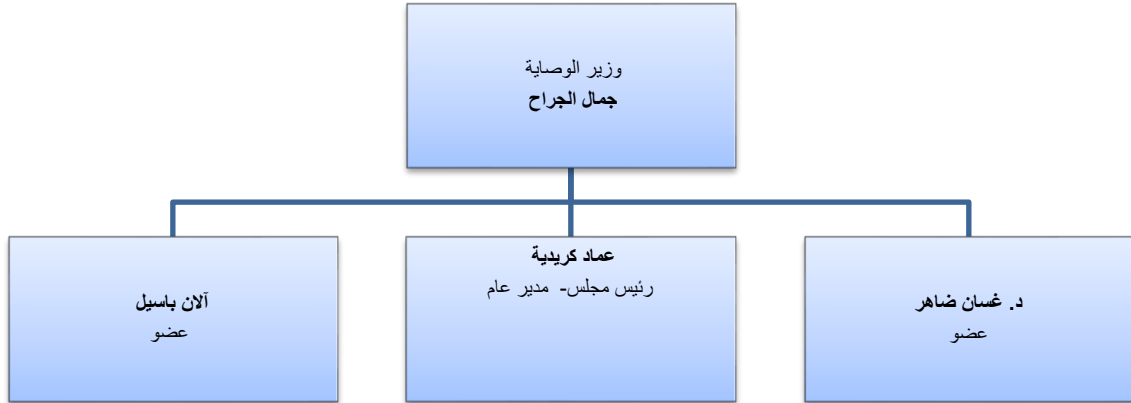 وزير الوصاية
جمال الجراح
د. غسان ضاهر
عضو
عماد كريدية
رئيس مجلس- مدير عام
آلان باسيل
عضو